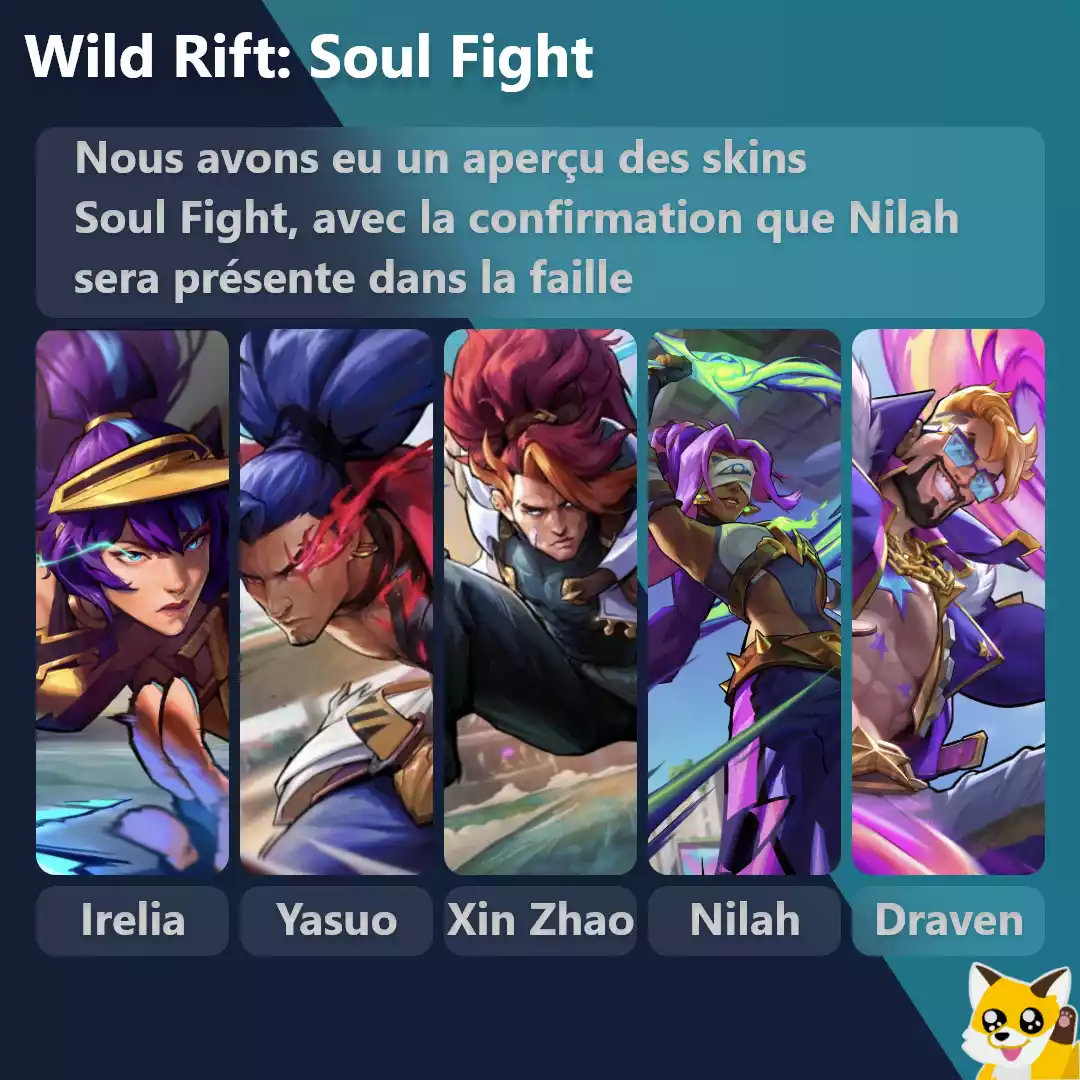 Wild Rift: Soul Fight
Nous avons eu un aperçu des skins
Soul Fight, avec la confirmation que Nilah
sera présente dans la faille
Irelia
Yasuo
Xin Zhao
Nilah
Draven